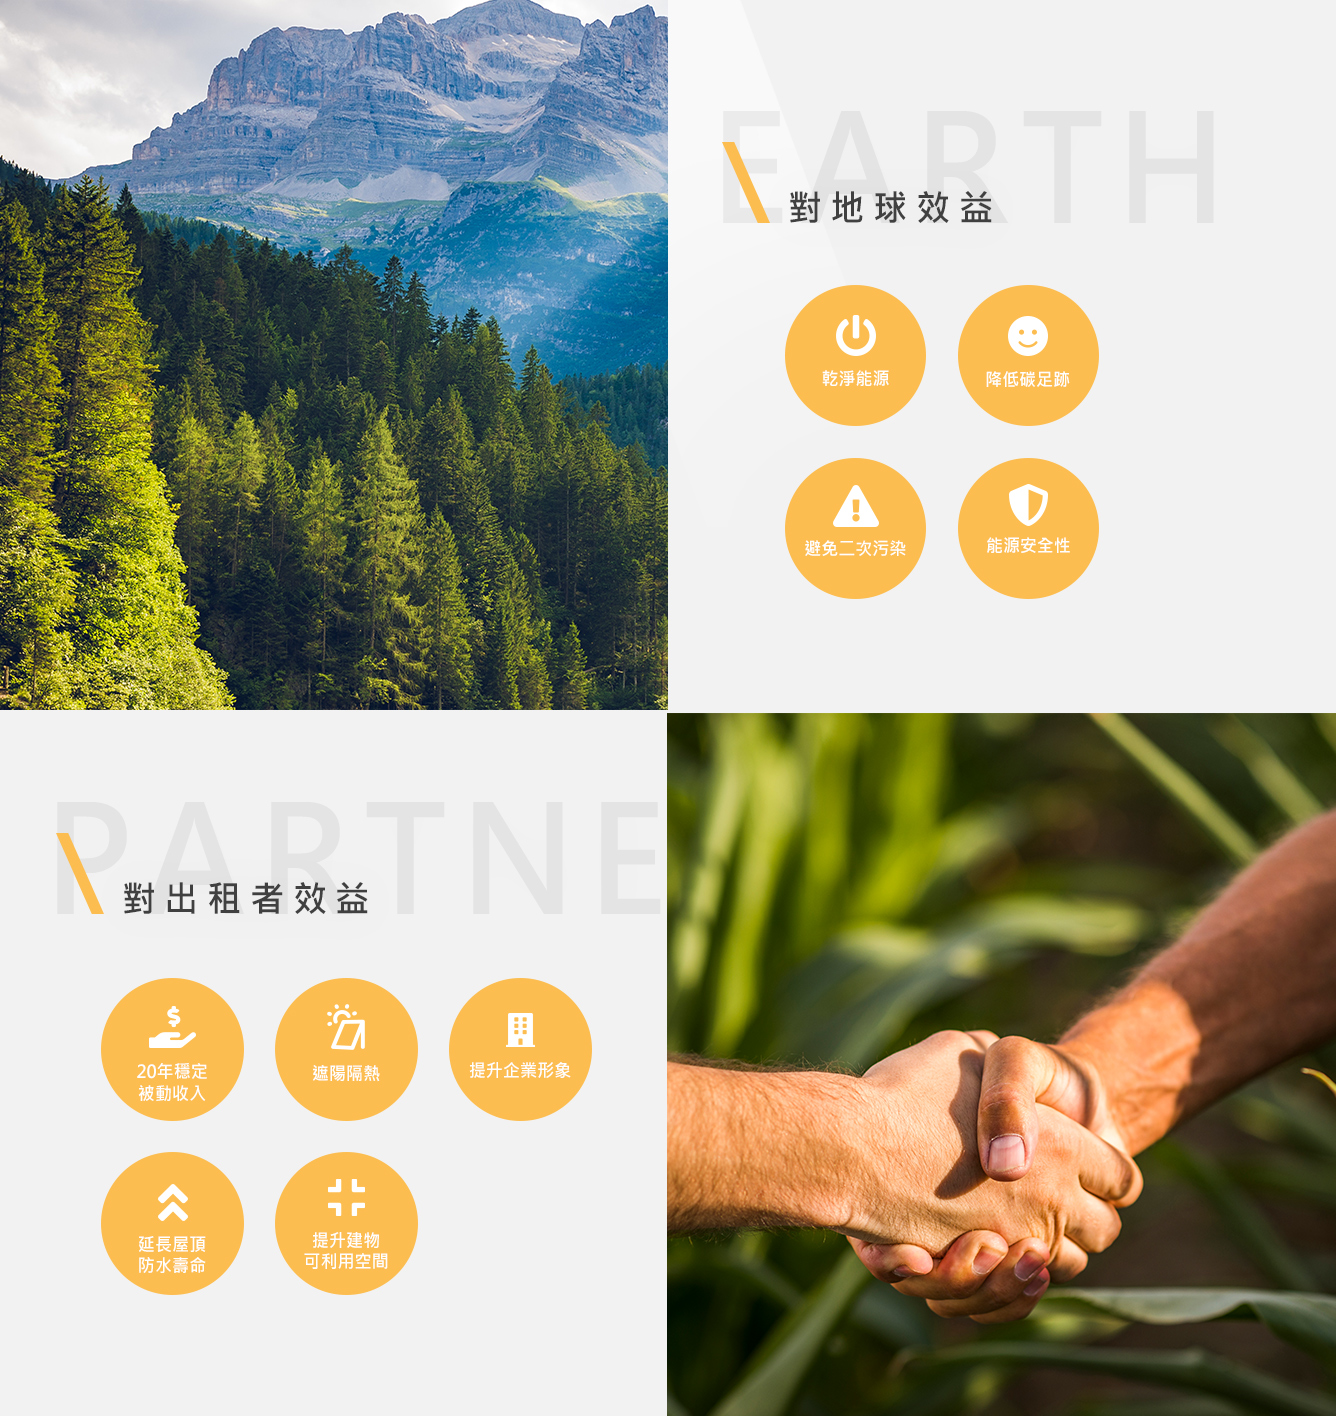 EARTH
對地球效益
乾淨能源
降低碳足跡
避免二次污染
能源安全性
PARTNE
對出租者效益
20年穩定
被動收入
遮陽隔熱
提升企業形象
延長屋頂
防水壽命
提升建物
可利用空間